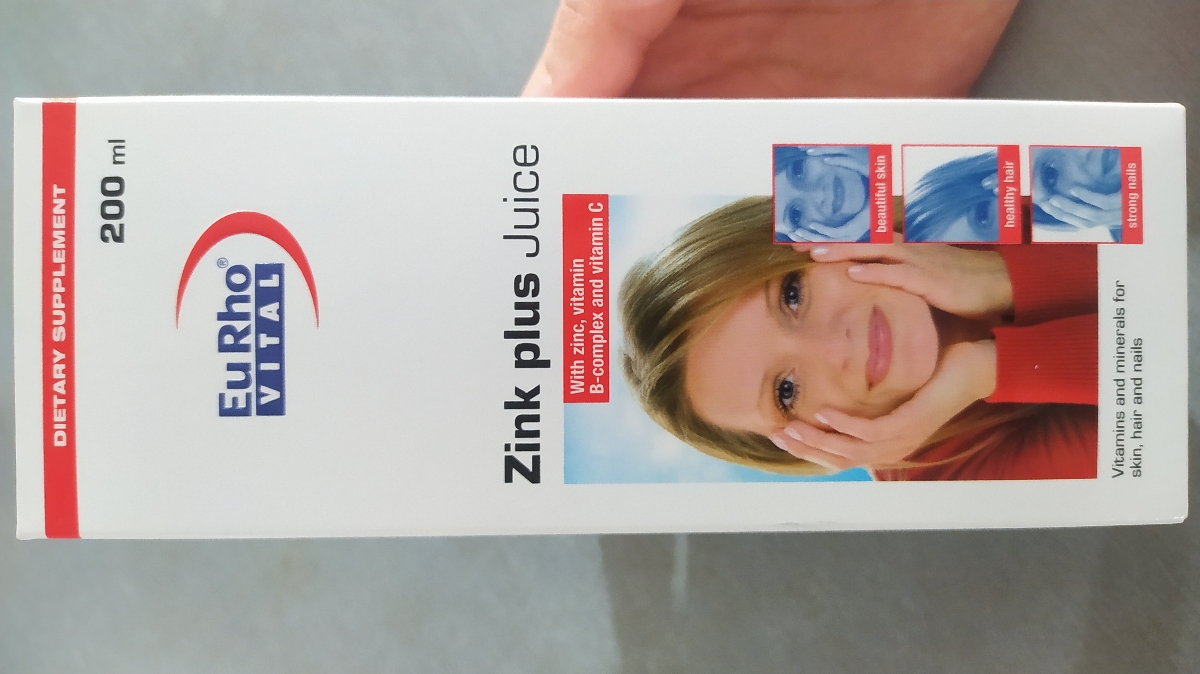 DIETARY SUPPLEMENT
200 ml
EuRho®
VITAL
Zink plus Juice
With zinc, vitamin
B-complex and vitamin C
beautiful skin
healthy hair
strong nails
Vitamins and minerals for
skin, hair and nails